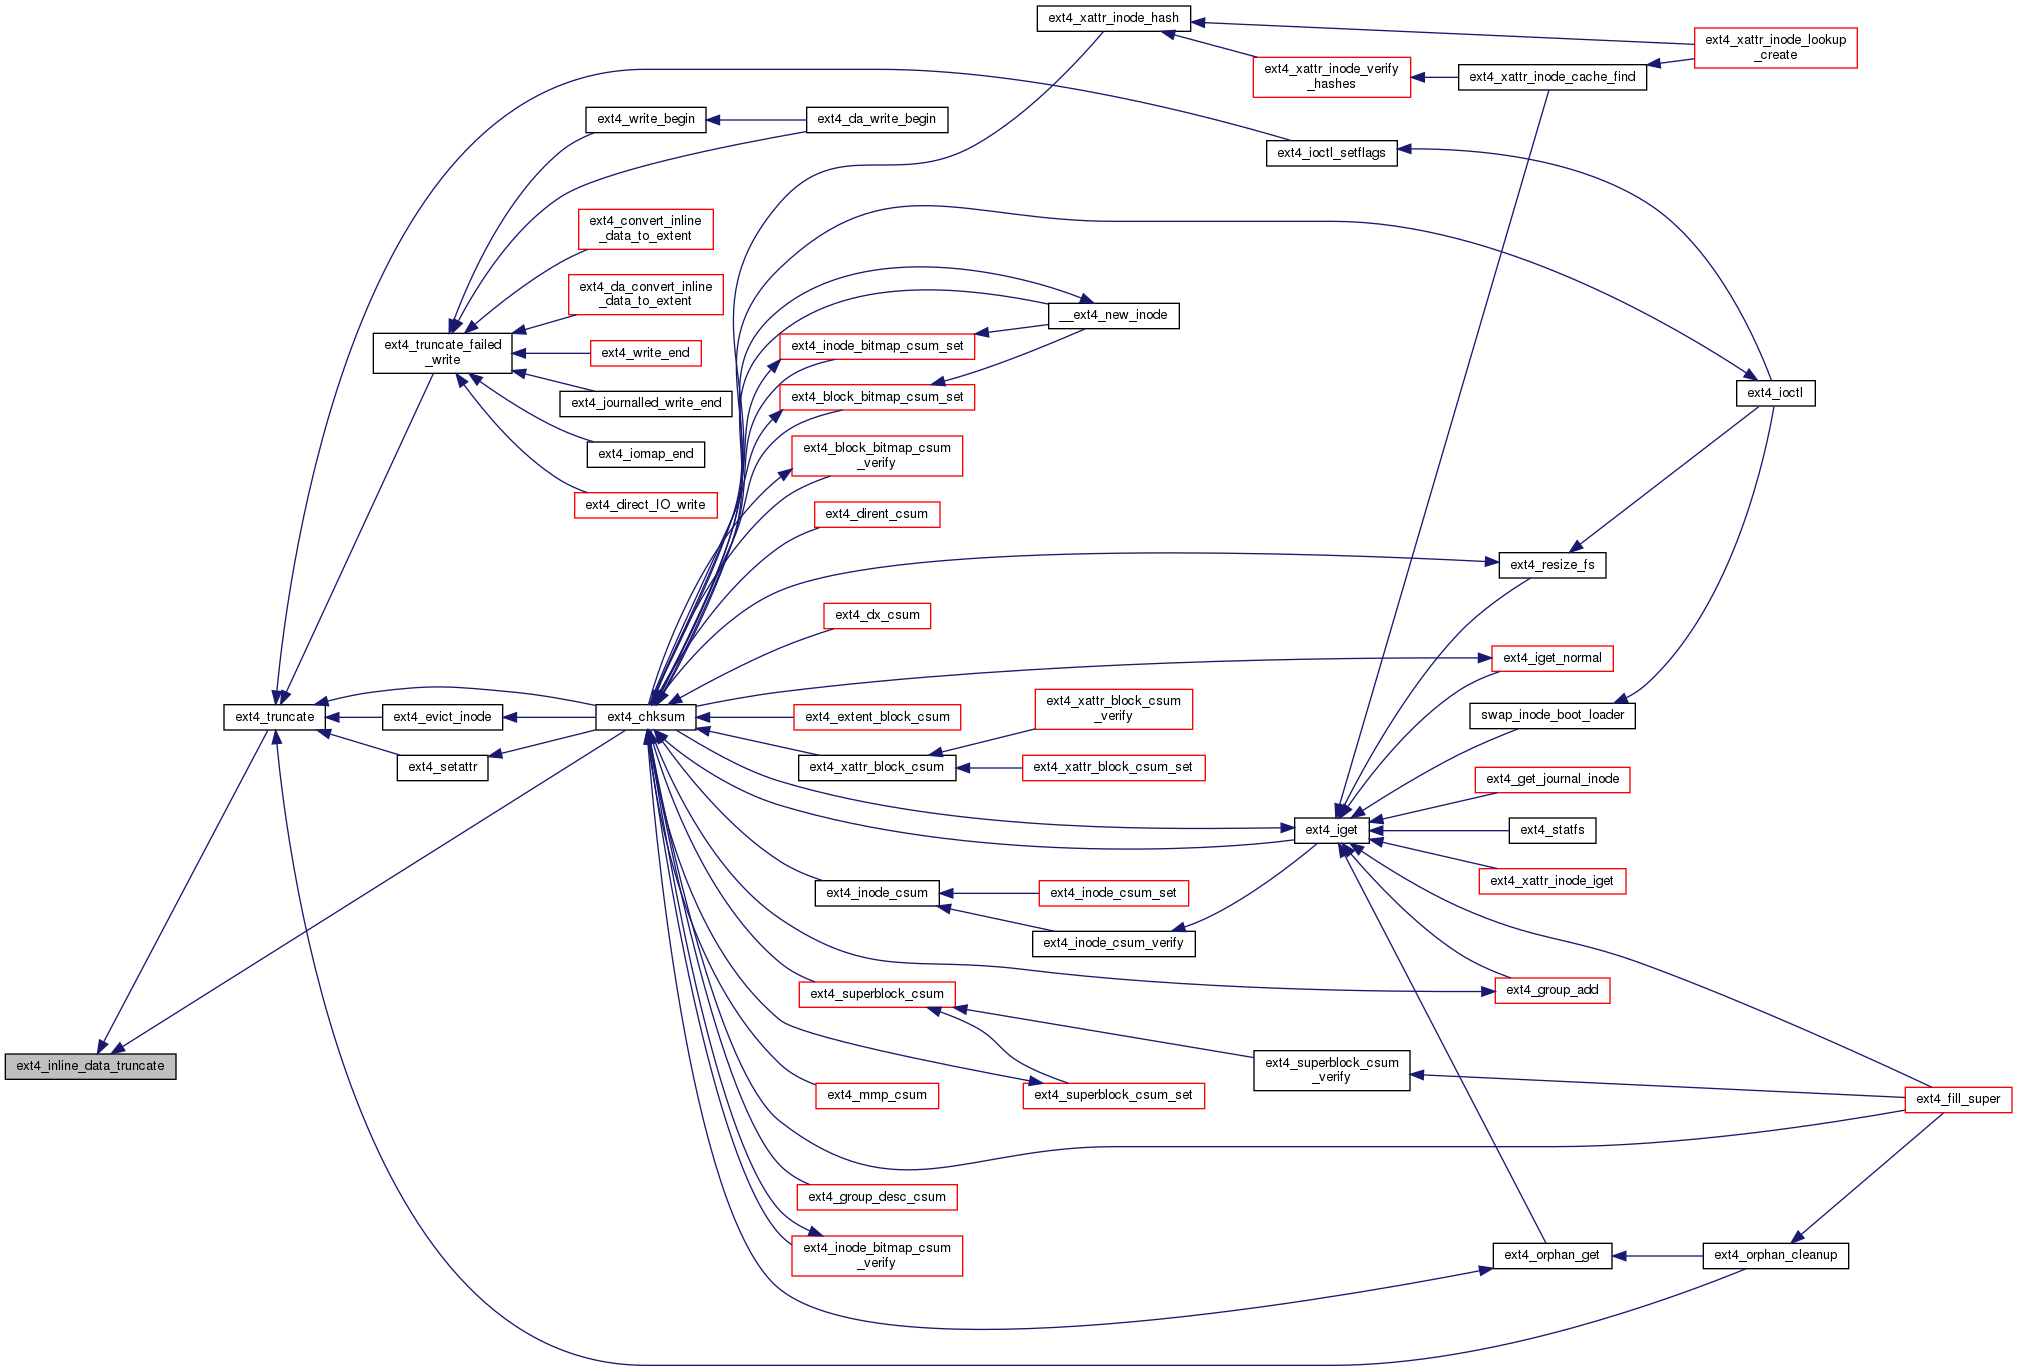 ext4_xattr_inode_hash
ext4_xattr_inode_lookup
_create
ext4_xattr_inode_verify
_hashes
ext4_xattr_inode_cache_find
ext4_write_begin
ext4_da_write_begin
ext4_ioctl_setflags
ext4_convert_inline
_data_to_extent
ext4_da_convert_inline
_data_to_extent
__ext4_new_inode
ext4_truncate_failed
_write
ext4_write_end
ext4_inode_bitmap_csum_set
ext4_block_bitmap_csum_set
ext4_ioctl
ext4_journalled_write_end
ext4_iomap_end
ext4_block_bitmap_csum
_verify
ext4_direct_IO_write
ext4_dirent_csum
ext4_resize_fs
ext4_dx_csum
ext4_iget_normal
ext4_truncate
ext4_evict_inode
ext4_chksum
ext4_extent_block_csum
ext4_xattr_block_csum
_verify
swap_inode_boot_loader
ext4_setattr
ext4_xattr_block_csum
ext4_xattr_block_csum_set
ext4_get_journal_inode
ext4_iget
ext4_statfs
ext4_inode_csum
ext4_inode_csum_set
ext4_xattr_inode_iget
ext4_inode_csum_verify
ext4_superblock_csum
ext4_group_add
ext4_inline_data_truncate
ext4_superblock_csum
_verify
ext4_mmp_csum
ext4_superblock_csum_set
ext4_fill_super
ext4_group_desc_csum
ext4_inode_bitmap_csum
_verify
ext4_orphan_get
ext4_orphan_cleanup